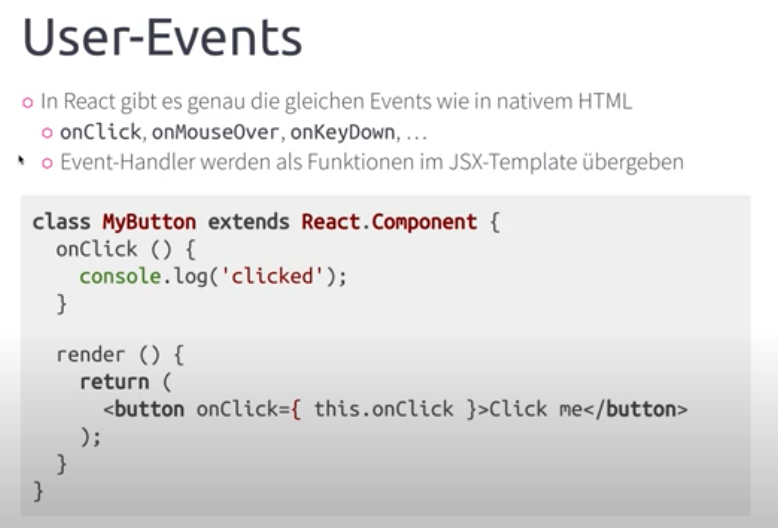 User-Events
In React gibt es genau die gleichen Events wie in nativem HTML
onClick, onMouseOver, onKeyDown, ...
Event-Handler werden als Funktionen im JSX-Template übergeben
class MyButton extends React.Component {
  onClick () {
    console.log('clicked');
  }
  render () {
    return (
      <button onClick={ this.onClick }>Click me</button>
    );
  }
}